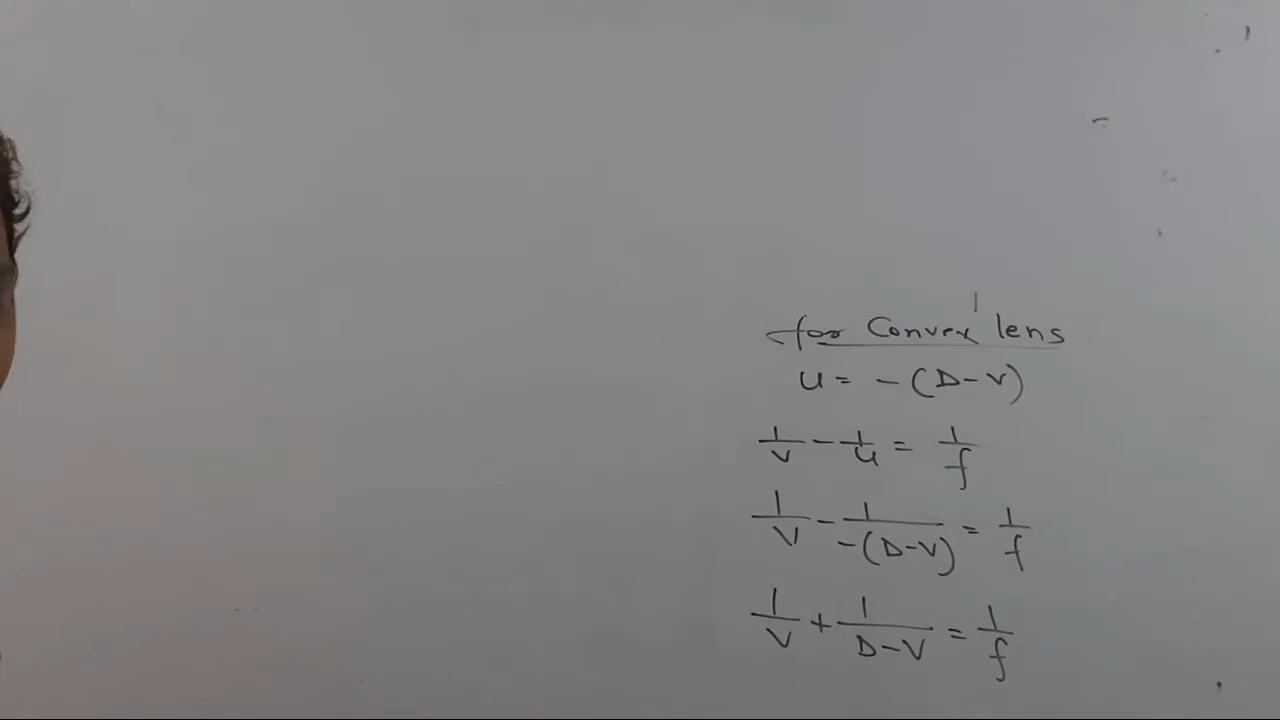 for Convex lens
u = - (D-v)
1/v - 1/u = 1/f
1/v - 1/-(D-v) = 1/f
1/v + 1/D-v = 1/f